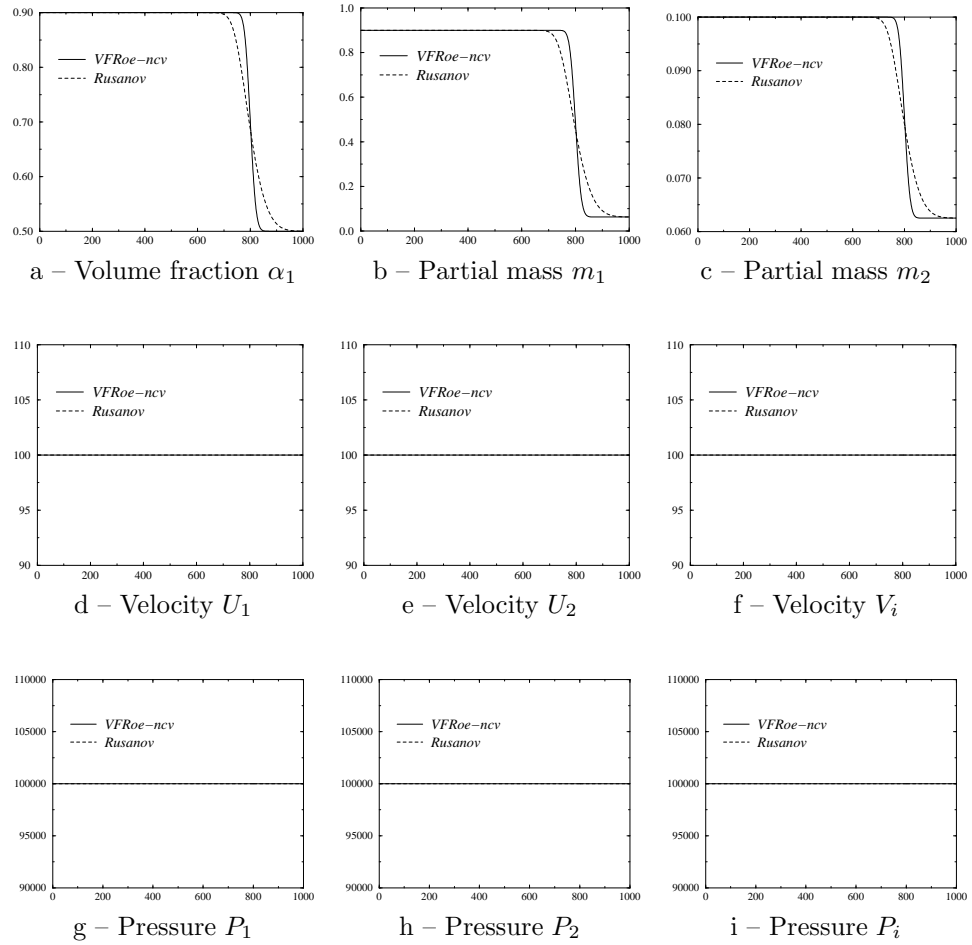 0.90
0.70
0.50
VFRoe−ncv
Rusanov
0 200 400 600 800 1000
a – Volume fraction α1
1.0
0.8
0.6
0.4
0.2
0.0
VFRoe−ncv
Rusanov
0 200 400 600 800 1000
b – Partial mass m1
0.100
0.090
0.080
0.070
0.060
VFRoe−ncv
Rusanov
0 200 400 600 800 1000
c – Partial mass m2
110
105
100
95
90
VFRoe−ncv
Rusanov
0 200 400 600 800 1000
d – Velocity U1
110
105
100
95
90
VFRoe−ncv
Rusanov
0 200 400 600 800 1000
e – Velocity U2
110
105
100
95
90
VFRoe−ncv
Rusanov
0 200 400 600 800 1000
f – Velocity Vi
110000
105000
100000
95000
90000
VFRoe−ncv
Rusanov
0 200 400 600 800 1000
g – Pressure P1
110000
105000
100000
95000
90000
VFRoe−ncv
Rusanov
0 200 400 600 800 1000
h – Pressure P2
110000
105000
100000
95000
90000
VFRoe−ncv
Rusanov
0 200 400 600 800 1000
i – Pressure Pi